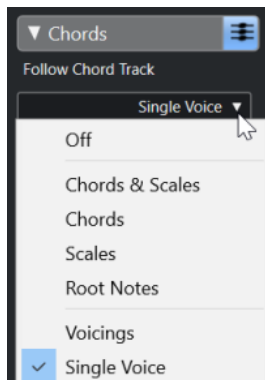 Chords
Follow Chord Track
Single Voice
Off
Chords & Scales
Chords
Scales
Root Notes
Voicings
Single Voice